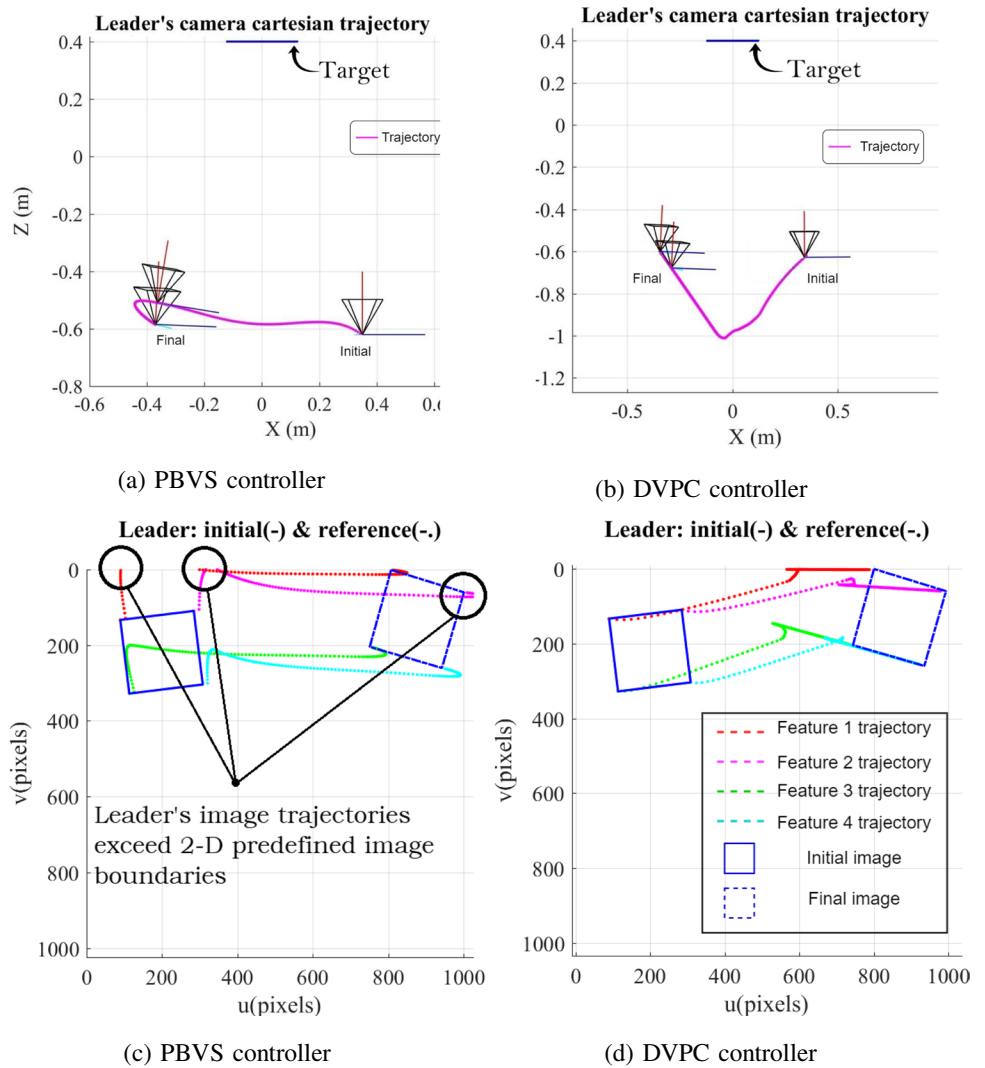 Leader's camera cartesian trajectory
0.4
Target
0.2
0
Trajectory
-0.2
-0.4
-0.6
Final
Initial
-0.8
-0.6
-0.4
-0.2
0
0.2
0.4
Z (m)
X (m)
(a) PBVS controller
Leader's camera cartesian trajectory
0.4
Target
0.2
0
Trajectory
-0.2
-0.4
-0.6
Final
Initial
-0.8
-1
-1.2
-0.5
0
0.5
X (m)
(b) DVPC controller
Leader: initial(-) & reference(-.)
0
200
400
600
Leader's image trajectories
exceed 2-D predefined image
boundaries
800
1000
0
200
400
600
800
1000
v(pixels)
u(pixels)
(c) PBVS controller
Leader: initial(-) & reference(-.)
0
200
400
600
800
1000
Feature 1 trajectory
Feature 2 trajectory
Feature 3 trajectory
Feature 4 trajectory
Initial image
Final image
0
200
400
600
800
1000
v(pixels)
u(pixels)
(d) DVPC controller